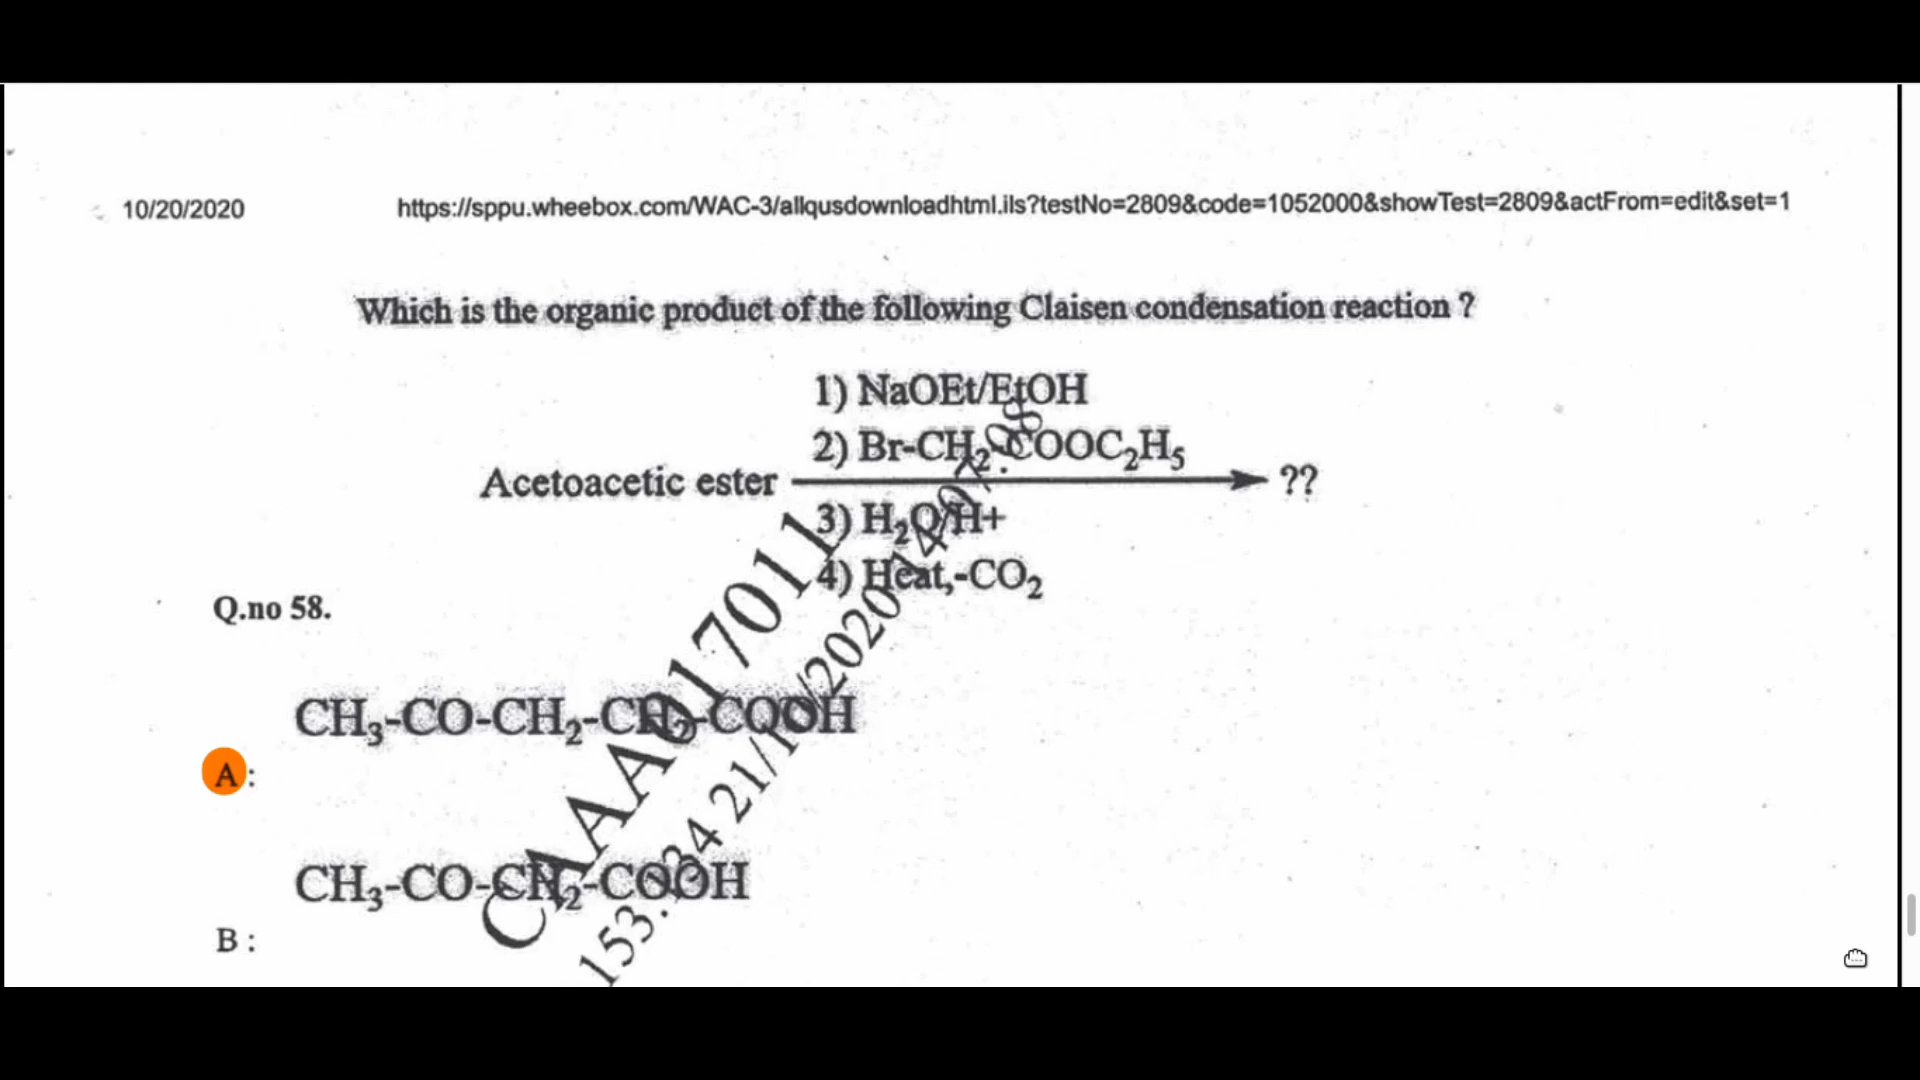 10/20/2020 https://sppu.wheebox.com/WAC-3/allqusdownloadhtml.ils?testNo=2809&code=1052000&showTest=2809&actFrom=edit&set=1
Which is the organic product of the following Claisen condensation reaction ?
1) NaOEt/EtOH
2) Br-CH₂-COOC₂H₅
Acetoacetic ester ??
3) H₂O/H+
4) Heat,-CO₂
Q.no 58.
CH₃-CO-CH₂-CH₂-COOH
A :
CH₃-CO-CH₂-COOH
B :
CAAA017011